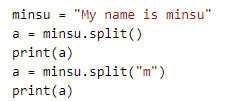 minsu = "My name is minsu"
a = minsu.split()
print(a)
a = minsu.split("m")
print(a)